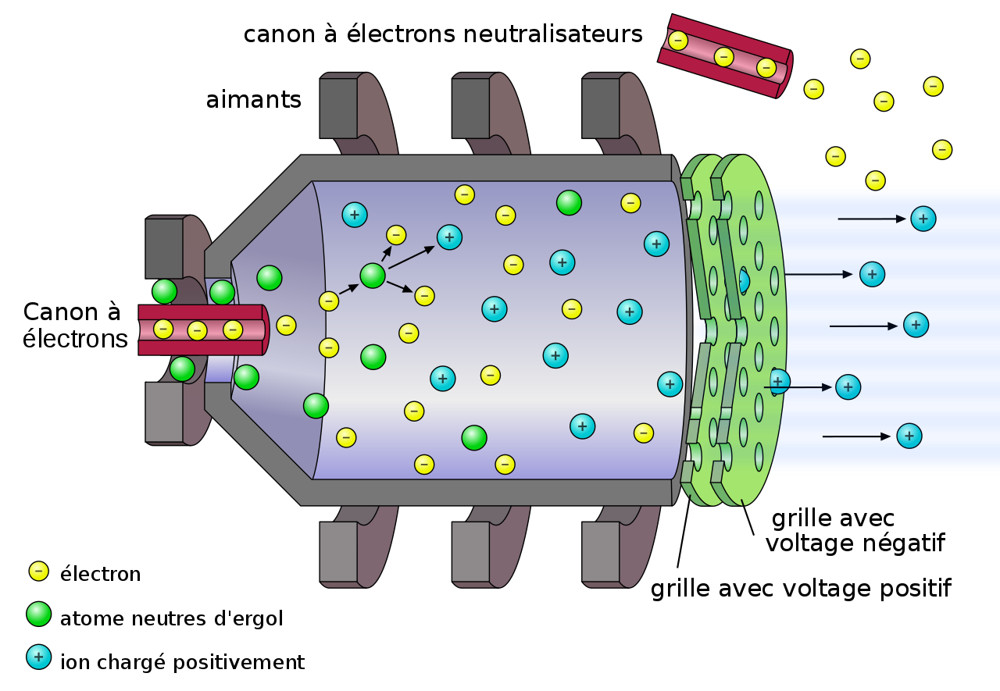 canon à électrons neutralisateurs
aimants
Canon à
électrons
grille avec
voltage négatif
grille avec voltage positif
électron
atome neutres d'ergol
ion chargé positivement